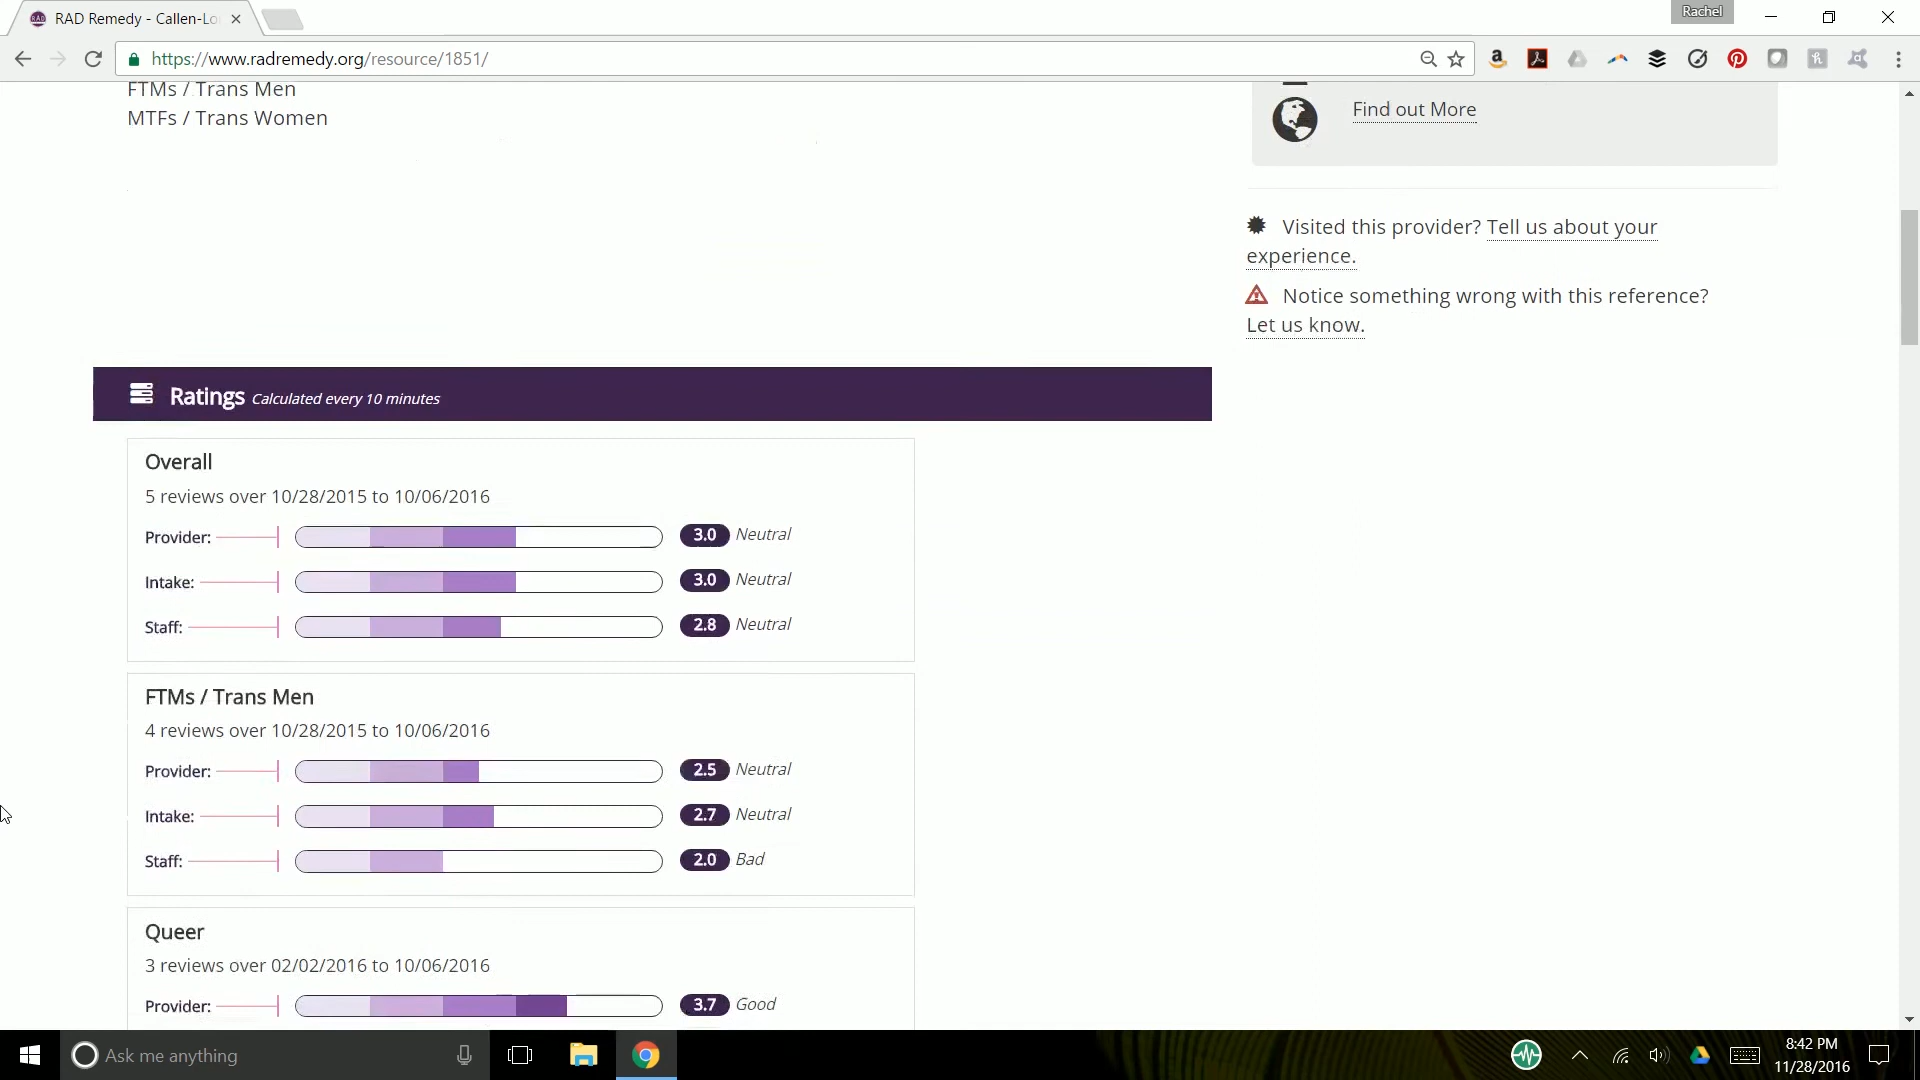 RAD Remedy - Callen-Lo
Rachel
https://www.radremedy.org/resource/1851/
FTMs / Trans Men
MTFs / Trans Women
Find out More
Visited this provider? Tell us about your
experience.
Notice something wrong with this reference?
Let us know.
Ratings Calculated every 10 minutes
Overall
5 reviews over 10/28/2015 to 10/06/2016
Provider: 3.0 Neutral
Intake: 3.0 Neutral
Staff: 2.8 Neutral
FTMs / Trans Men
4 reviews over 10/28/2015 to 10/06/2016
Provider: 2.5 Neutral
Intake: 2.7 Neutral
Staff: 2.0 Bad
Queer
3 reviews over 02/02/2016 to 10/06/2016
Provider: 3.7 Good
Ask me anything
8:42 PM
11/28/2016